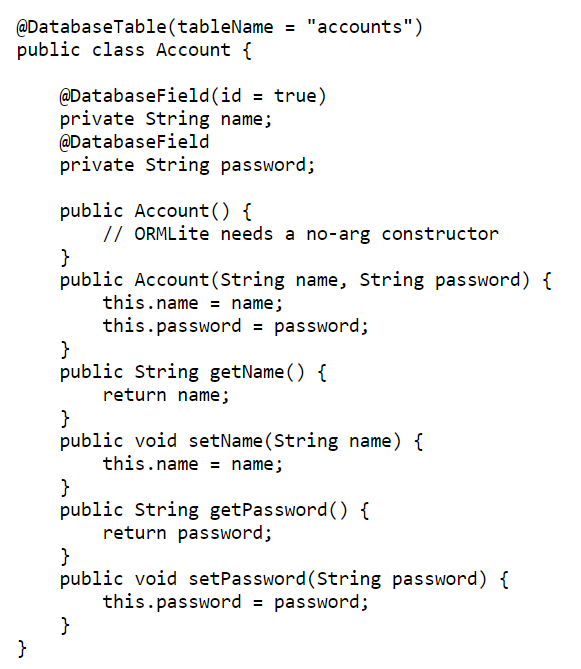 @DatabaseTable(tableName = "accounts")
public class Account {

    @DatabaseField(id = true)
    private String name;
    @DatabaseField
    private String password;

    public Account() {
        // ORMLite needs a no-arg constructor
    }
    public Account(String name, String password) {
        this.name = name;
        this.password = password;
    }
    public String getName() {
        return name;
    }
    public void setName(String name) {
        this.name = name;
    }
    public String getPassword() {
        return password;
    }
    public void setPassword(String password) {
        this.password = password;
    }
}